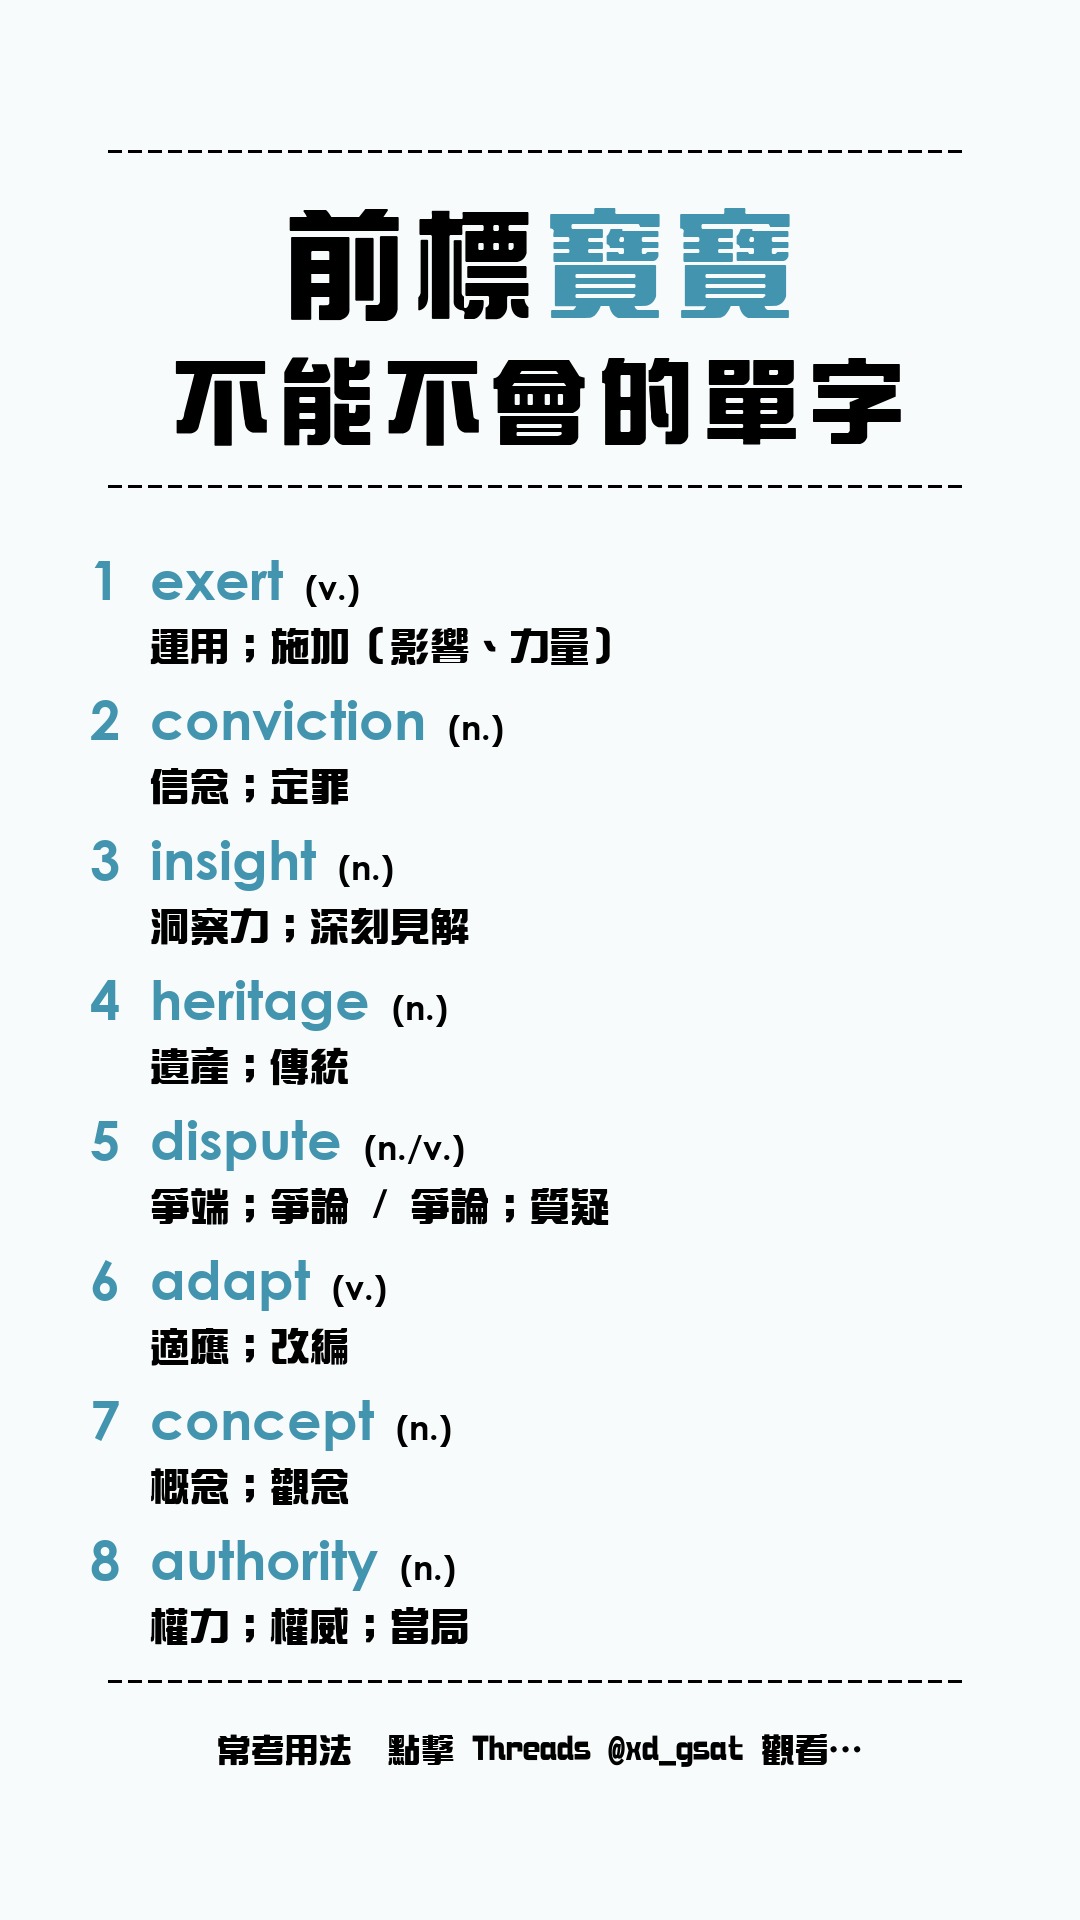 前標寶寶
不能不會的單字
1 exert (v.)
運用；施加（影響、力量）
2 conviction (n.)
信念；定罪
3 insight (n.)
洞察力；深刻見解
4 heritage (n.)
遺產；傳統
5 dispute (n./v.)
爭端；爭論 / 爭論；質疑
6 adapt (v.)
適應；改編
7 concept (n.)
概念；觀念
8 authority (n.)
權力；權威；當局
常考用法　點擊 Threads @xd_gsat 觀看…